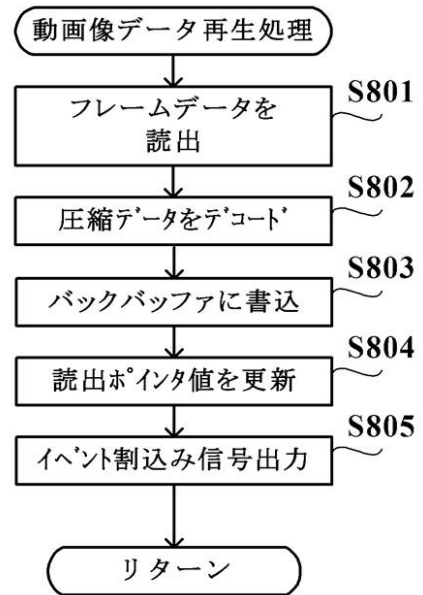 動画像データ再生処理
S801
フレームデータを
読出
S802
圧縮データをデコード
S803
バックバッファに書込
S804
読出ポインタ値を更新
S805
イベント割込み信号出力
リターン